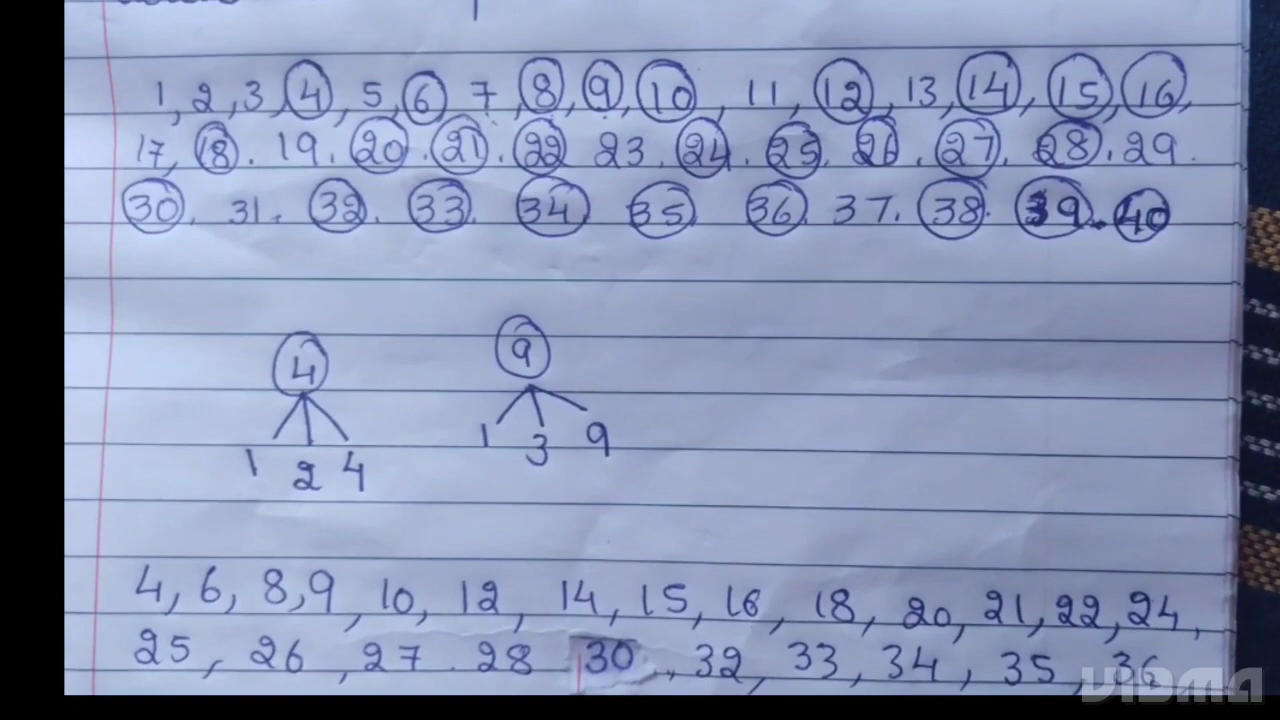 1, 2, 3, 4, 5, 6 7, 8, 9, 10, 11, 12, 13, 14, 15, 16,
17, 18. 19. 20. 21. 22 23. 24. 25. 26. 27. 28. 29.
30. 31. 32. 33. 34. 35. 36. 37. 38. 39. 40
4 9
1 2 4 1 3 9
4, 6, 8, 9, 10, 12, 14, 15, 16, 18, 20, 21, 22, 24,
25, 26, 27. 28 30, 32, 33, 34, 35, 36
VIDMA